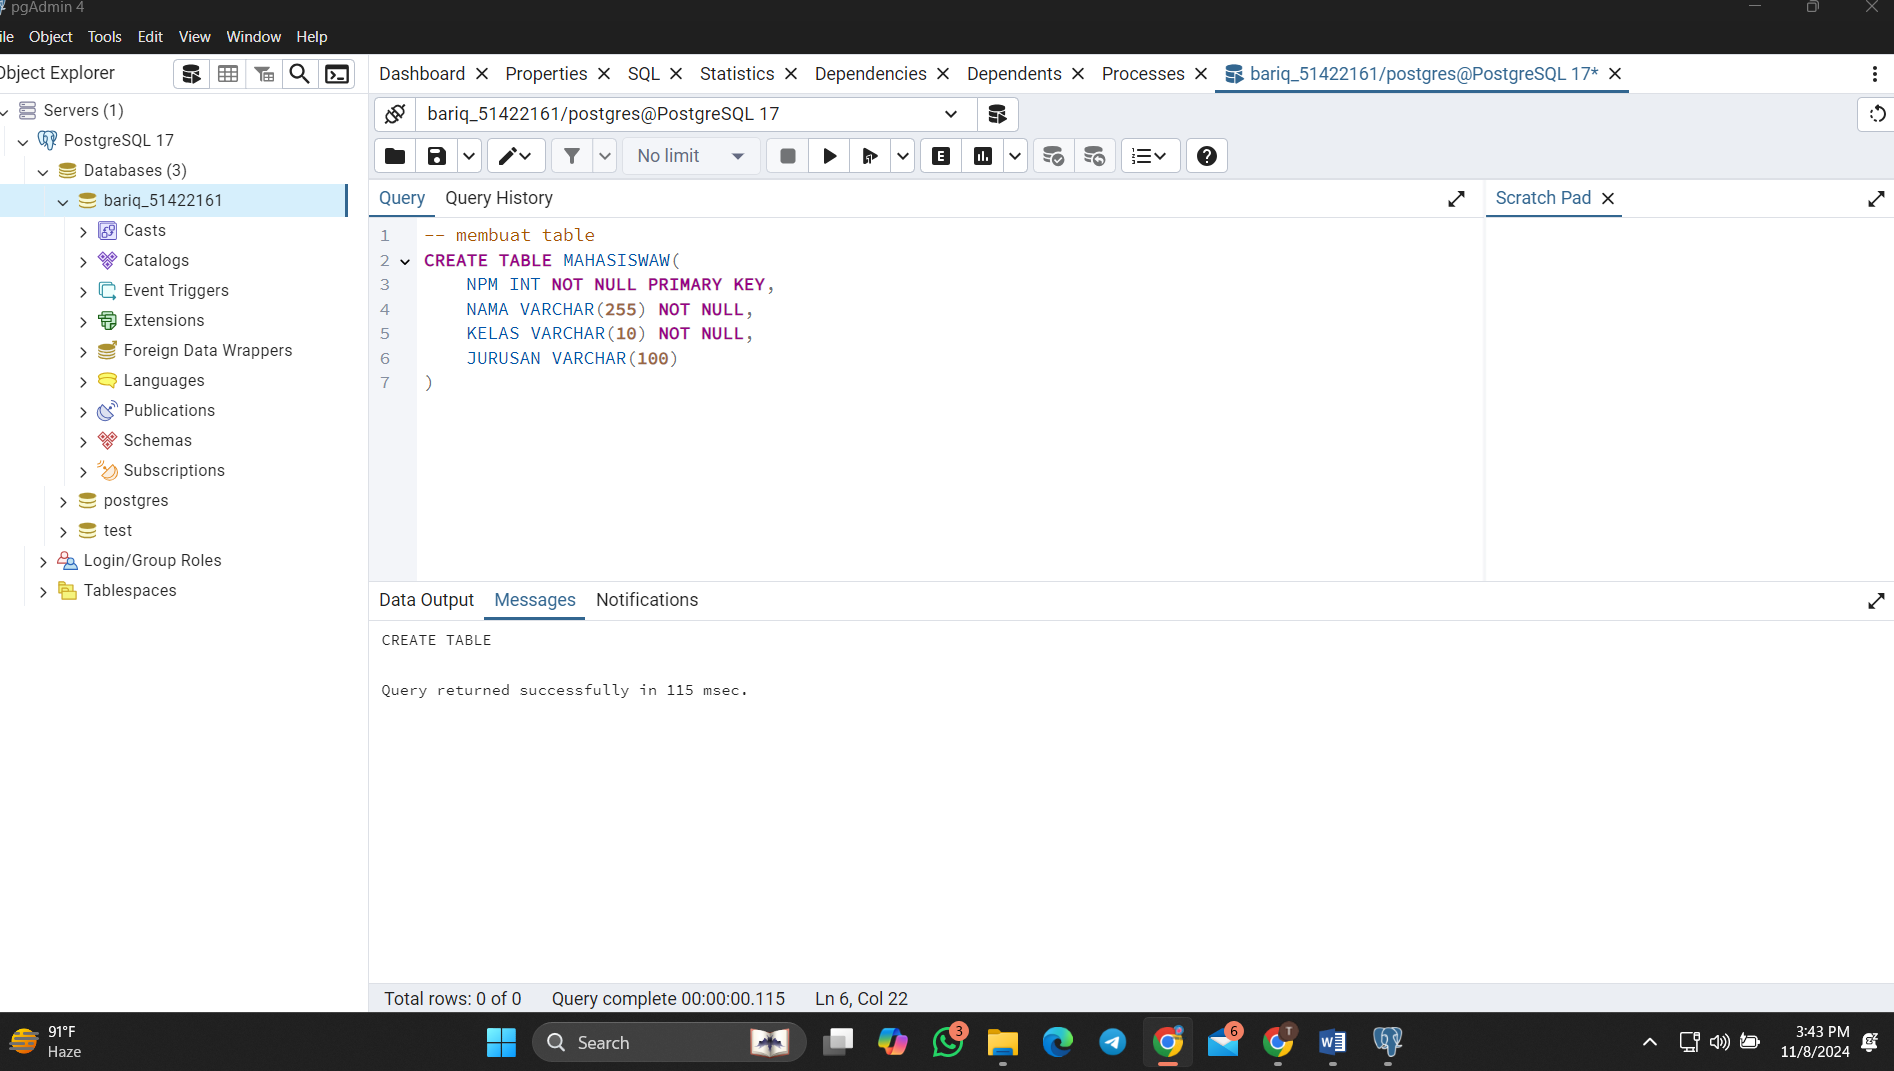 pgAdmin 4
ile Object Tools Edit View Window Help
Object Explorer
Dashboard Properties SQL Statistics Dependencies Dependents Processes bariq_51422161/postgres@PostgreSQL 17*
Servers (1)
PostgreSQL 17
Databases (3)
bariq_51422161
Casts
Catalogs
Event Triggers
Extensions
Foreign Data Wrappers
Languages
Publications
Schemas
Subscriptions
postgres
test
Login/Group Roles
Tablespaces
bariq_51422161/postgres@PostgreSQL 17
No limit
E
Query Query History
Scratch Pad
1 -- membuat table
2 CREATE TABLE MAHASISWAW(
3 NPM INT NOT NULL PRIMARY KEY,
4 NAMA VARCHAR(255) NOT NULL,
5 KELAS VARCHAR(10) NOT NULL,
6 JURUSAN VARCHAR(100)
7 )
Data Output Messages Notifications
CREATE TABLE
Query returned successfully in 115 msec.
Total rows: 0 of 0 Query complete 00:00:00.115 Ln 6, Col 22
91°F
Haze
Search
3
6
T
W
3:43 PM
11/8/2024